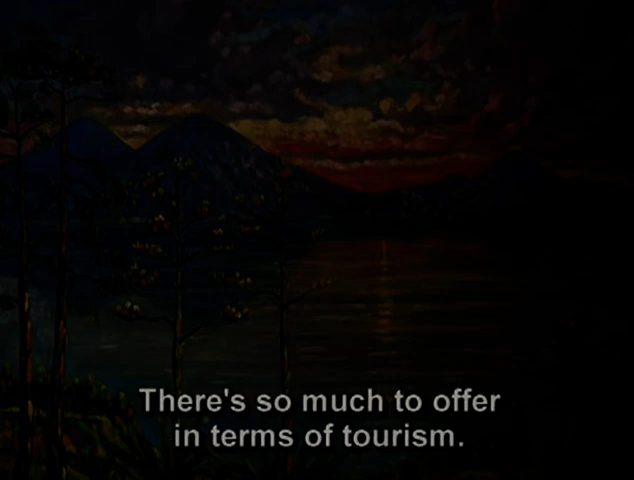 There's so much to offer
in terms of tourism.